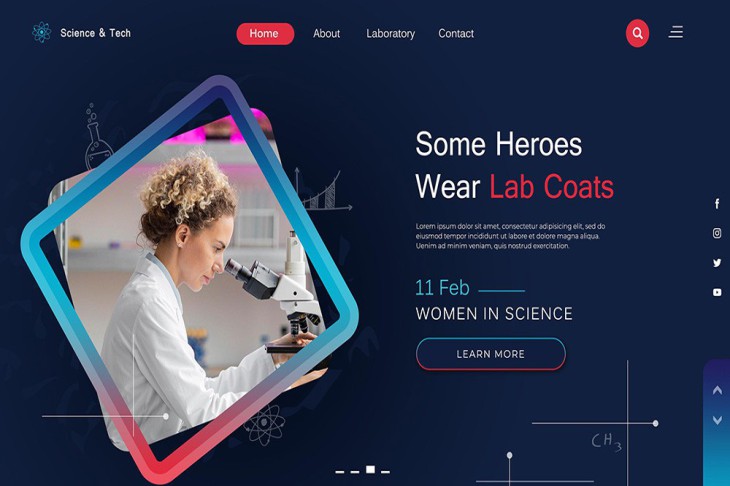 Science & Tech
Home
About
Laboratory
Contact
Some Heroes
Wear Lab Coats
Lorem ipsum dolor sit amet, consectetur adipisicing elit, sed do
eiusmod tempor incididunt ut labore et dolore magna aliqua.
Uenim ad minim veniam, quis nostrud exercitation.
11 Feb
WOMEN IN SCIENCE
LEARN MORE
CH3